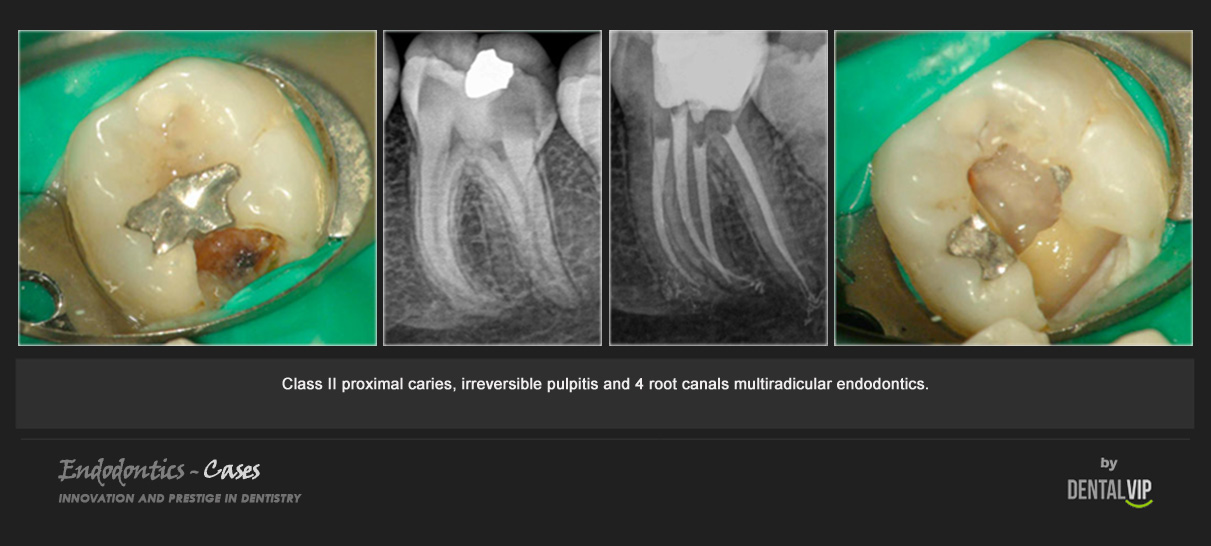 Class II proximal caries, irreversible pulpitis and 4 root canals multiradicular endodontics.
Endodontics - Cases
INNOVATION AND PRESTIGE IN DENTISTRY
by
DENTALVIP